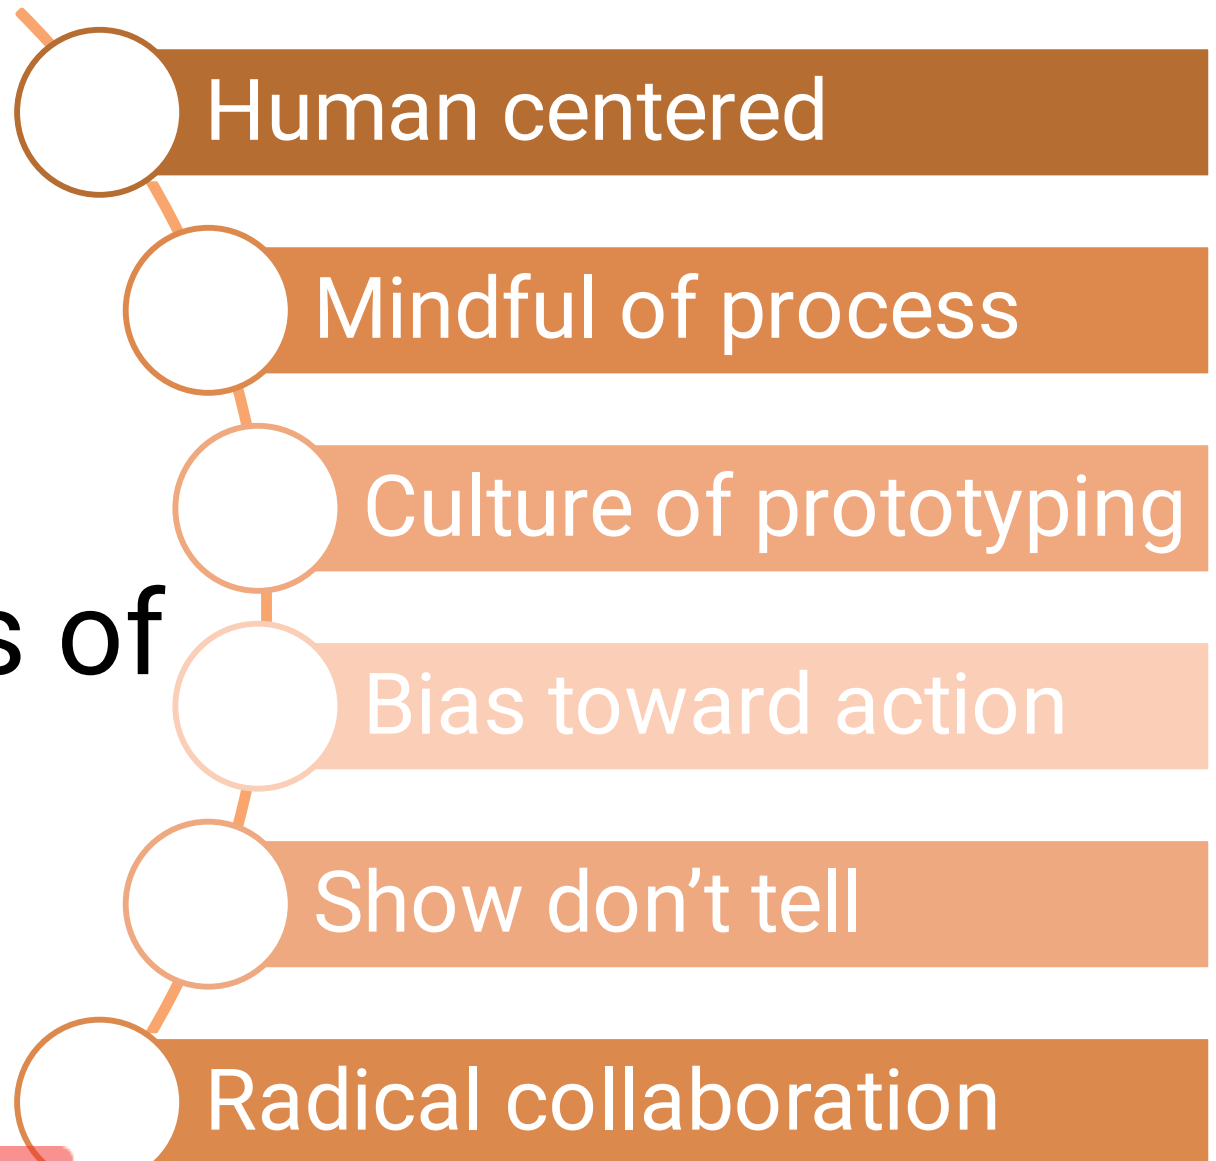 Human centered
Mindful of process
Culture of prototyping
s of
Bias toward action
Show don’t tell
Radical collaboration